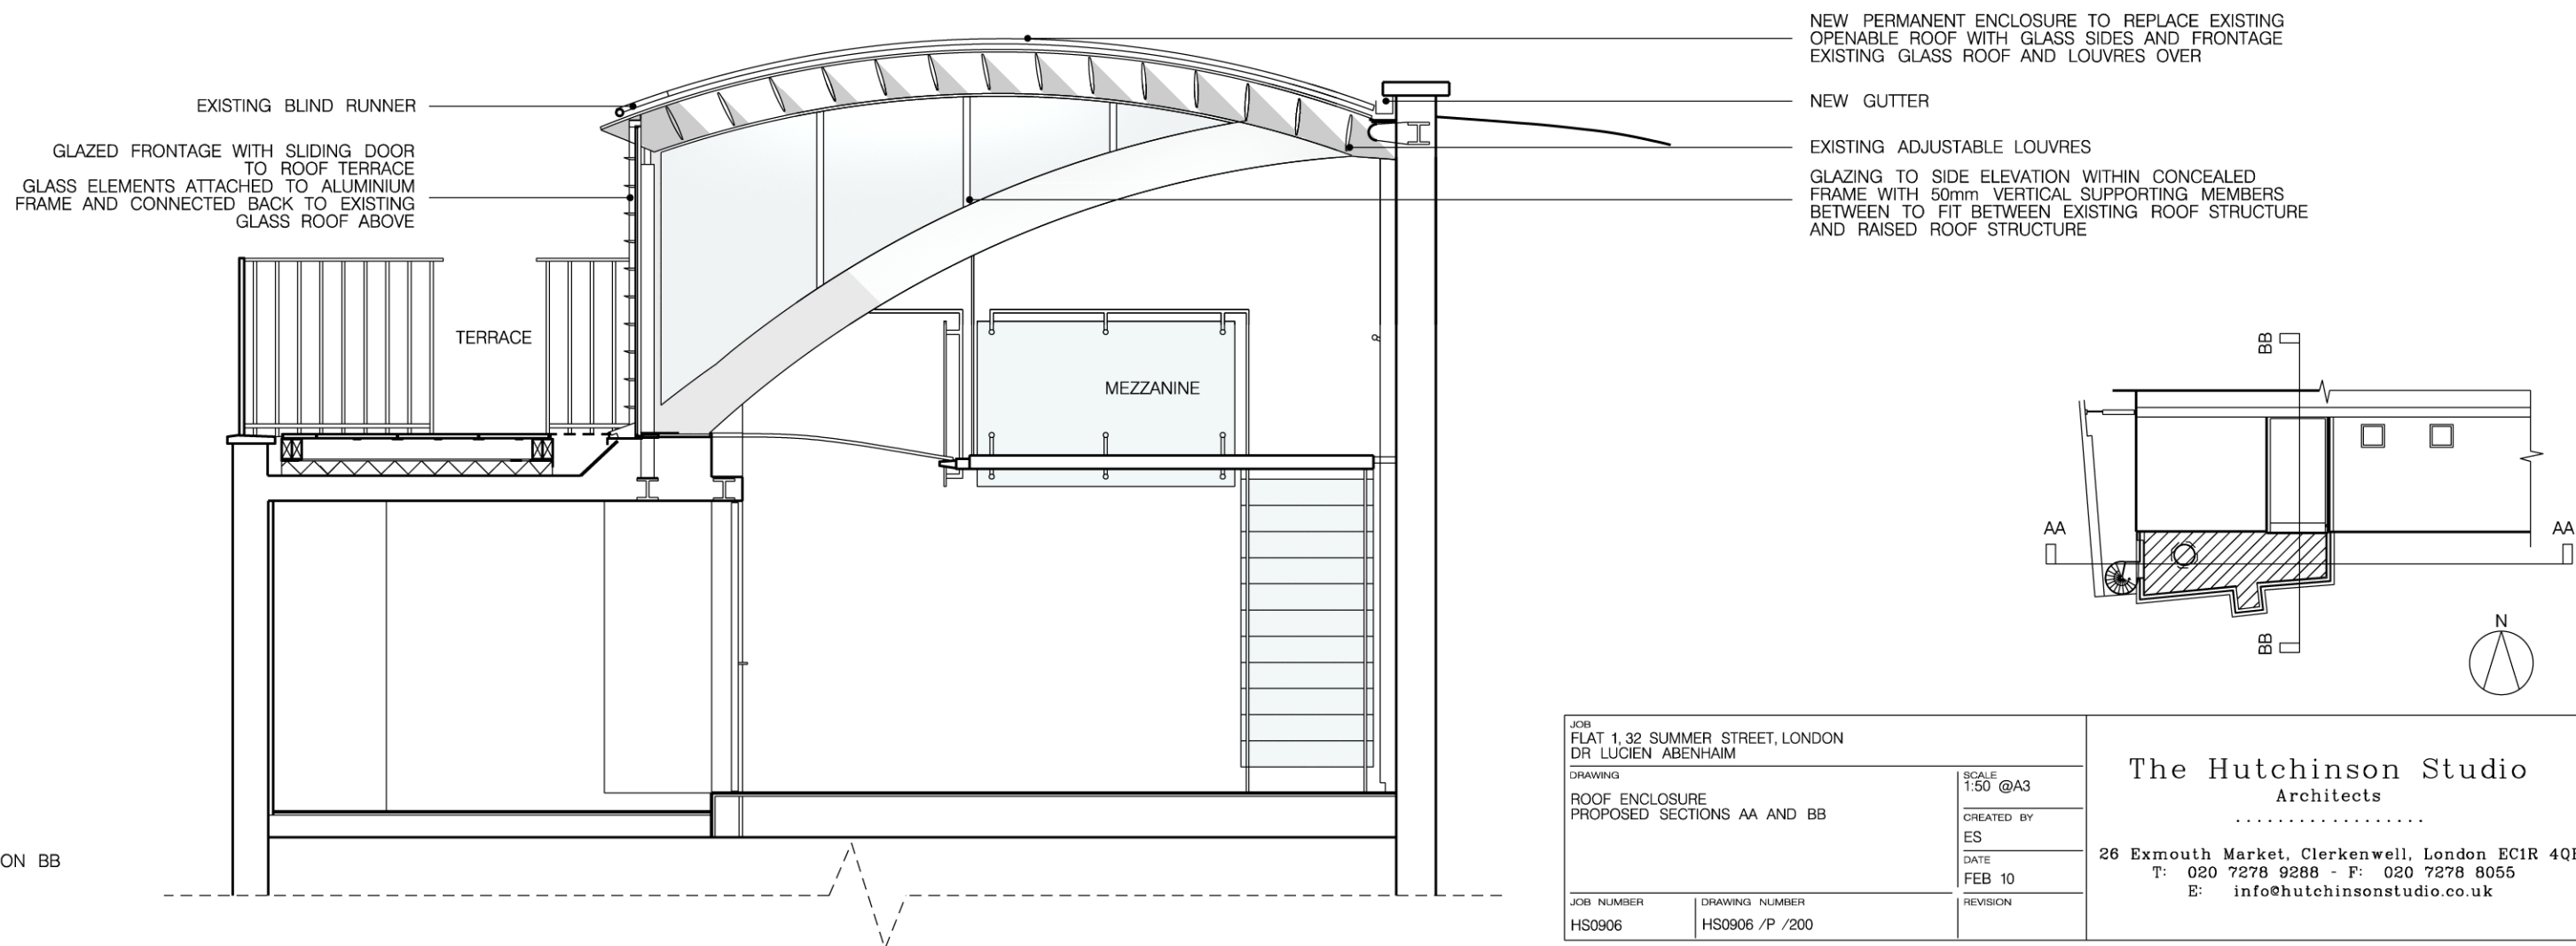 NEW PERMANENT ENCLOSURE TO REPLACE EXISTING
OPENABLE ROOF WITH GLASS SIDES AND FRONTAGE
EXISTING GLASS ROOF AND LOUVRES OVER
EXISTING BLIND RUNNER
NEW GUTTER
GLAZED FRONTAGE WITH SLIDING DOOR
TO ROOF TERRACE
GLASS ELEMENTS ATTACHED TO ALUMINIUM
FRAME AND CONNECTED BACK TO EXISTING
GLASS ROOF ABOVE
EXISTING ADJUSTABLE LOUVRES
GLAZING TO SIDE ELEVATION WITHIN CONCEALED
FRAME WITH 50mm VERTICAL SUPPORTING MEMBERS
BETWEEN TO FIT BETWEEN EXISTING ROOF STRUCTURE
AND RAISED ROOF STRUCTURE
TERRACE
MEZZANINE
BB
AA
AA
BB
N
ON BB
JOB
FLAT 1, 32 SUMMER STREET, LONDON
DR LUCIEN ABENHAIM
DRAWING
ROOF ENCLOSURE
PROPOSED SECTIONS AA AND BB
SCALE
1:50 @A3
CREATED BY
ES
DATE
FEB 10
JOB NUMBER
HS0906
DRAWING NUMBER
HS0906 /P /200
REVISION
The Hutchinson Studio
Architects
..................
26 Exmouth Market, Clerkenwell, London EC1R
T: 020 7278 9288 - F: 020 7278 8055
E: info@hutchinsonstudio.co.uk